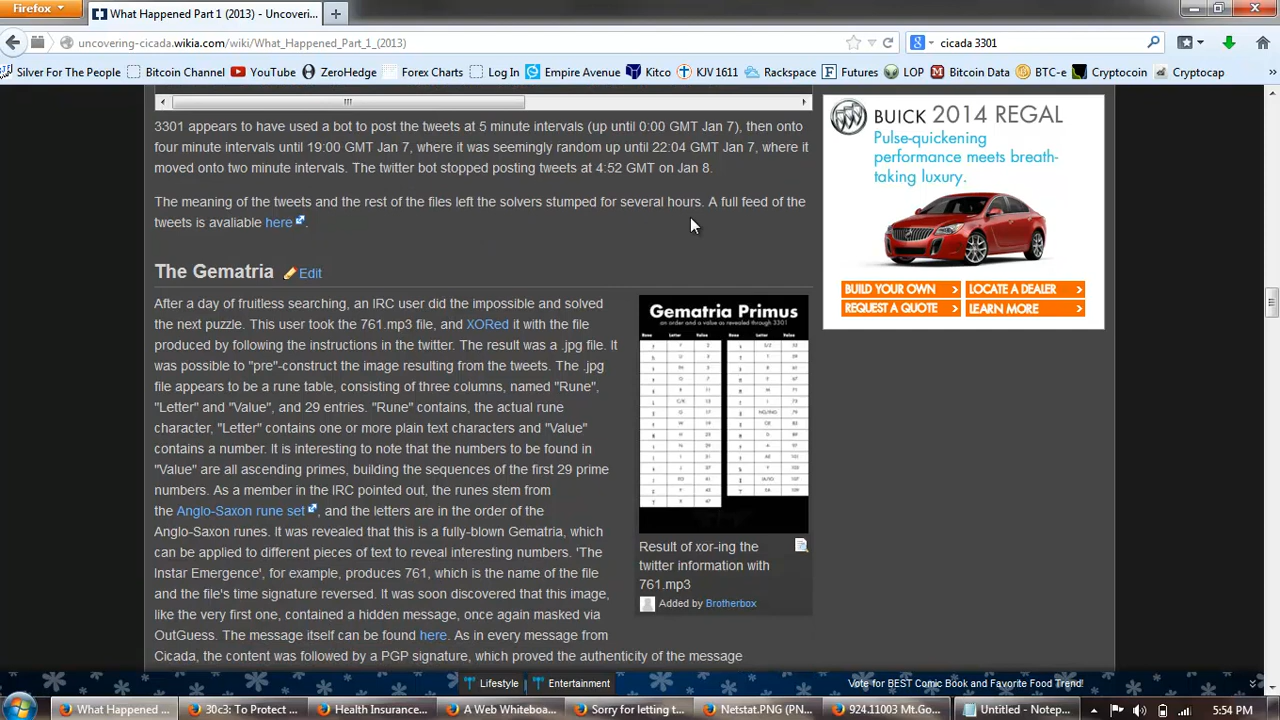 Firefox
What Happened Part 1 (2013) - Uncoveri...
uncovering-cicada.wikia.com/wiki/What_Happened_Part_1_(2013)
cicada 3301
Silver For The People
Bitcoin Channel
YouTube
ZeroHedge
Forex Charts
Log In
Empire Avenue
Kitco
KJV 1611
Rackspace
Futures
LOP
Bitcoin Data
BTC-e
Cryptocoin
Cryptocap
3301 appears to have used a bot to post the tweets at 5 minute intervals (up until 0:00 GMT Jan 7), then onto
four minute intervals until 19:00 GMT Jan 7, where it was seemingly random up until 22:04 GMT Jan 7, where it
moved onto two minute intervals. The twitter bot stopped posting tweets at 4:52 GMT on Jan 8.
The meaning of the tweets and the rest of the files left the solvers stumped for several hours. A full feed of the
tweets is avaliable here.
The Gematria Edit
After a day of fruitless searching, an IRC user did the impossible and solved
the next puzzle. This user took the 761.mp3 file, and XORed it with the file
produced by following the instructions in the twitter. The result was a .jpg file. It
was possible to "pre"-construct the image resulting from the tweets. The .jpg
file appears to be a rune table, consisting of three columns, named "Rune",
"Letter" and "Value", and 29 entries. "Rune" contains, the actual rune
character, "Letter" contains one or more plain text characters and "Value"
contains a number. It is interesting to note that the numbers to be found in
"Value" are all ascending primes, building the sequences of the first 29 prime
numbers. As a member in the IRC pointed out, the runes stem from
the Anglo-Saxon rune set, and the letters are in the order of the
Anglo-Saxon runes. It was revealed that this is a fully-blown Gematria, which
can be applied to different pieces of text to reveal interesting numbers. 'The
Instar Emergence', for example, produces 761, which is the name of the file
and the file's time signature reversed. It was soon discovered that this image,
like the very first one, contained a hidden message, once again masked via
OutGuess. The message itself can be found here. As in every message from
Cicada, the content was followed by a PGP signature, which proved the authenticity of the message
Gematria Primus
an order and a value as revealed through 3301
Rune Letter Value
Rune Letter Value
Result of xor-ing the
twitter information with
761.mp3
Added by Brotherbox
BUICK 2014 REGAL
Pulse-quickening
performance meets breath-
taking luxury.
BUILD YOUR OWN >
LOCATE A DEALER >
REQUEST A QUOTE >
LEARN MORE >
Lifestyle
Entertainment
Vote for BEST Comic Book and Favorite Food Trend!
What Happened ...
30c3: To Protect ...
Health Insurance...
A Web Whiteboa...
Sorry for letting t...
Netstat.PNG (PN...
924.11003 Mt.Go...
Untitled - Notep...
5:54 PM